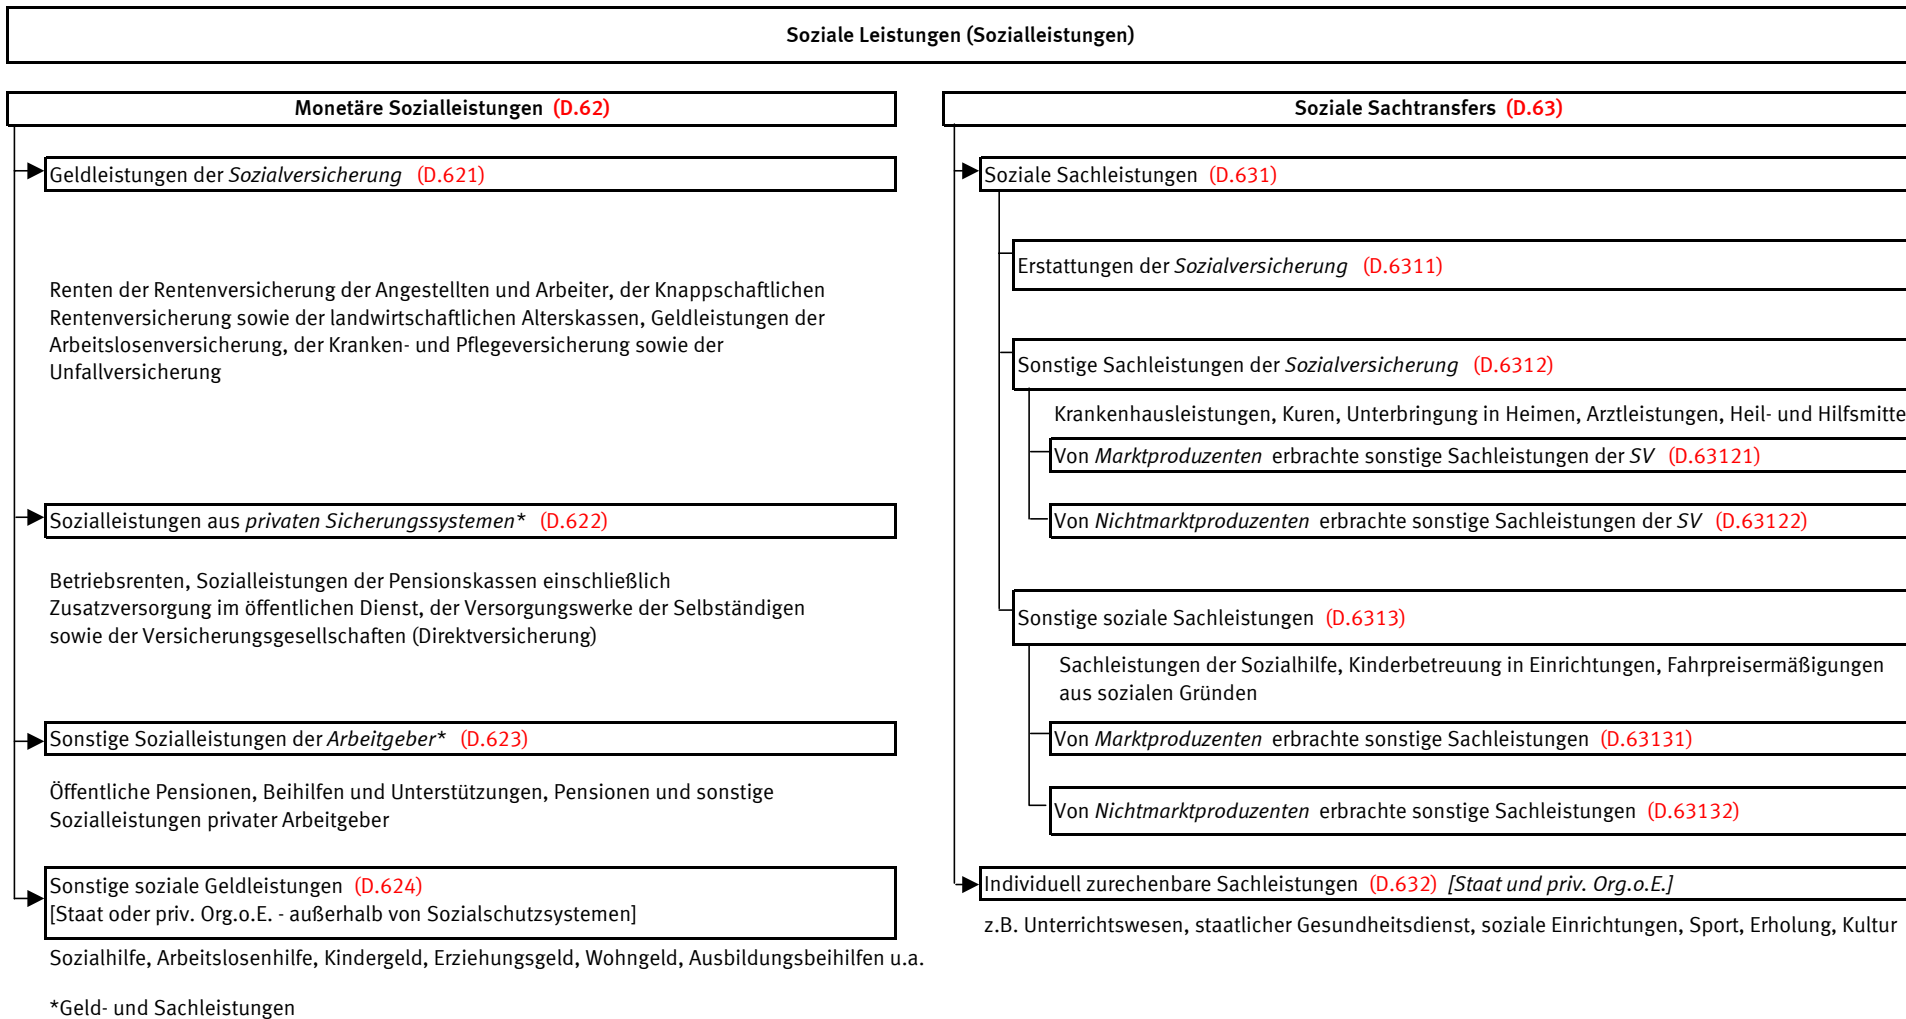 Soziale Leistungen (Sozialleistungen)
Monetäre Sozialleistungen (D.62)
Geldleistungen der Sozialversicherung (D.621)
Renten der Rentenversicherung der Angestellten und Arbeiter, der Knappschaftlichen
Rentenversicherung sowie der landwirtschaftlichen Alterskassen, Geldleistungen der
Arbeitslosenversicherung, der Kranken- und Pflegeversicherung sowie der
Unfallversicherung
Sozialleistungen aus privaten Sicherungssystemen* (D.622)
Betriebsrenten, Sozialleistungen der Pensionskassen einschließlich
Zusatzversorgung im öffentlichen Dienst, der Versorgungswerke der Selbständigen
sowie der Versicherungsgesellschaften (Direktversicherung)
Sonstige Sozialleistungen der Arbeitgeber* (D.623)
Öffentliche Pensionen, Beihilfen und Unterstützungen, Pensionen und sonstige
Sozialleistungen privater Arbeitgeber
Sonstige soziale Geldleistungen (D.624)
[Staat oder priv. Org.o.E. - außerhalb von Sozialschutzsystemen]
Sozialhilfe, Arbeitslosenhilfe, Kindergeld, Erziehungsgeld, Wohngeld, Ausbildungsbeihilfen u.a.
*Geld- und Sachleistungen
Soziale Sachtransfers (D.63)
Soziale Sachleistungen (D.631)
Erstattungen der Sozialversicherung (D.6311)
Sonstige Sachleistungen der Sozialversicherung (D.6312)
Krankenhausleistungen, Kuren, Unterbringung in Heimen, Arztleistungen, Heil- und Hilfsmitte
Von Marktproduzenten erbrachte sonstige Sachleistungen der SV (D.63121)
Von Nichtmarktproduzenten erbrachte sonstige Sachleistungen der SV (D.63122)
Sonstige soziale Sachleistungen (D.6313)
Sachleistungen der Sozialhilfe, Kinderbetreuung in Einrichtungen, Fahrpreisermäßigungen
aus sozialen Gründen
Von Marktproduzenten erbrachte sonstige Sachleistungen (D.63131)
Von Nichtmarktproduzenten erbrachte sonstige Sachleistungen (D.63132)
Individuell zurechenbare Sachleistungen (D.632) [Staat und priv. Org.o.E.]
z.B. Unterrichtswesen, staatlicher Gesundheitsdienst, soziale Einrichtungen, Sport, Erholung, Kultur